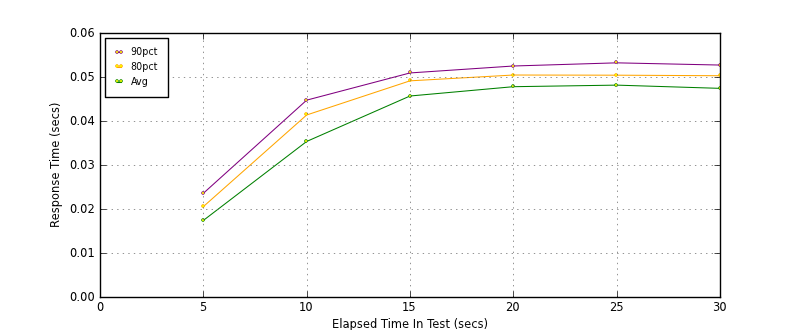 0.06
0.05
0.04
0.03
0.02
0.01
0.00
Response Time (secs)
90pct
80pct
Avg
0 5 10 15 20 25 30
Elapsed Time In Test (secs)